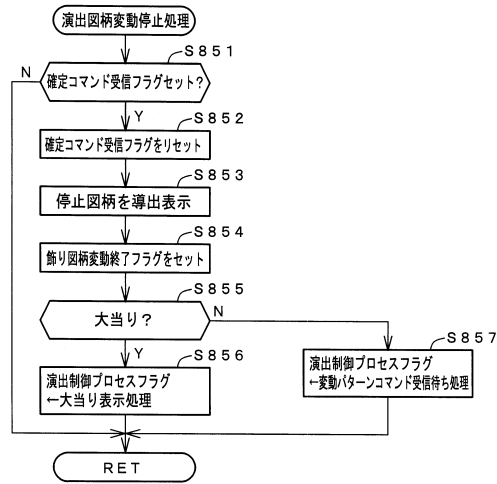 演出図柄変動停止処理
S851
N
確定コマンド受信フラグセット？
Y
S852
確定コマンド受信フラグをリセット
S853
停止図柄を導出表示
S854
飾り図柄変動終了フラグをセット
S855
大当り？
N
Y
S856
演出制御プロセスフラグ
←大当り表示処理
S857
演出制御プロセスフラグ
←変動パターンコマンド受信待ち処理
RET